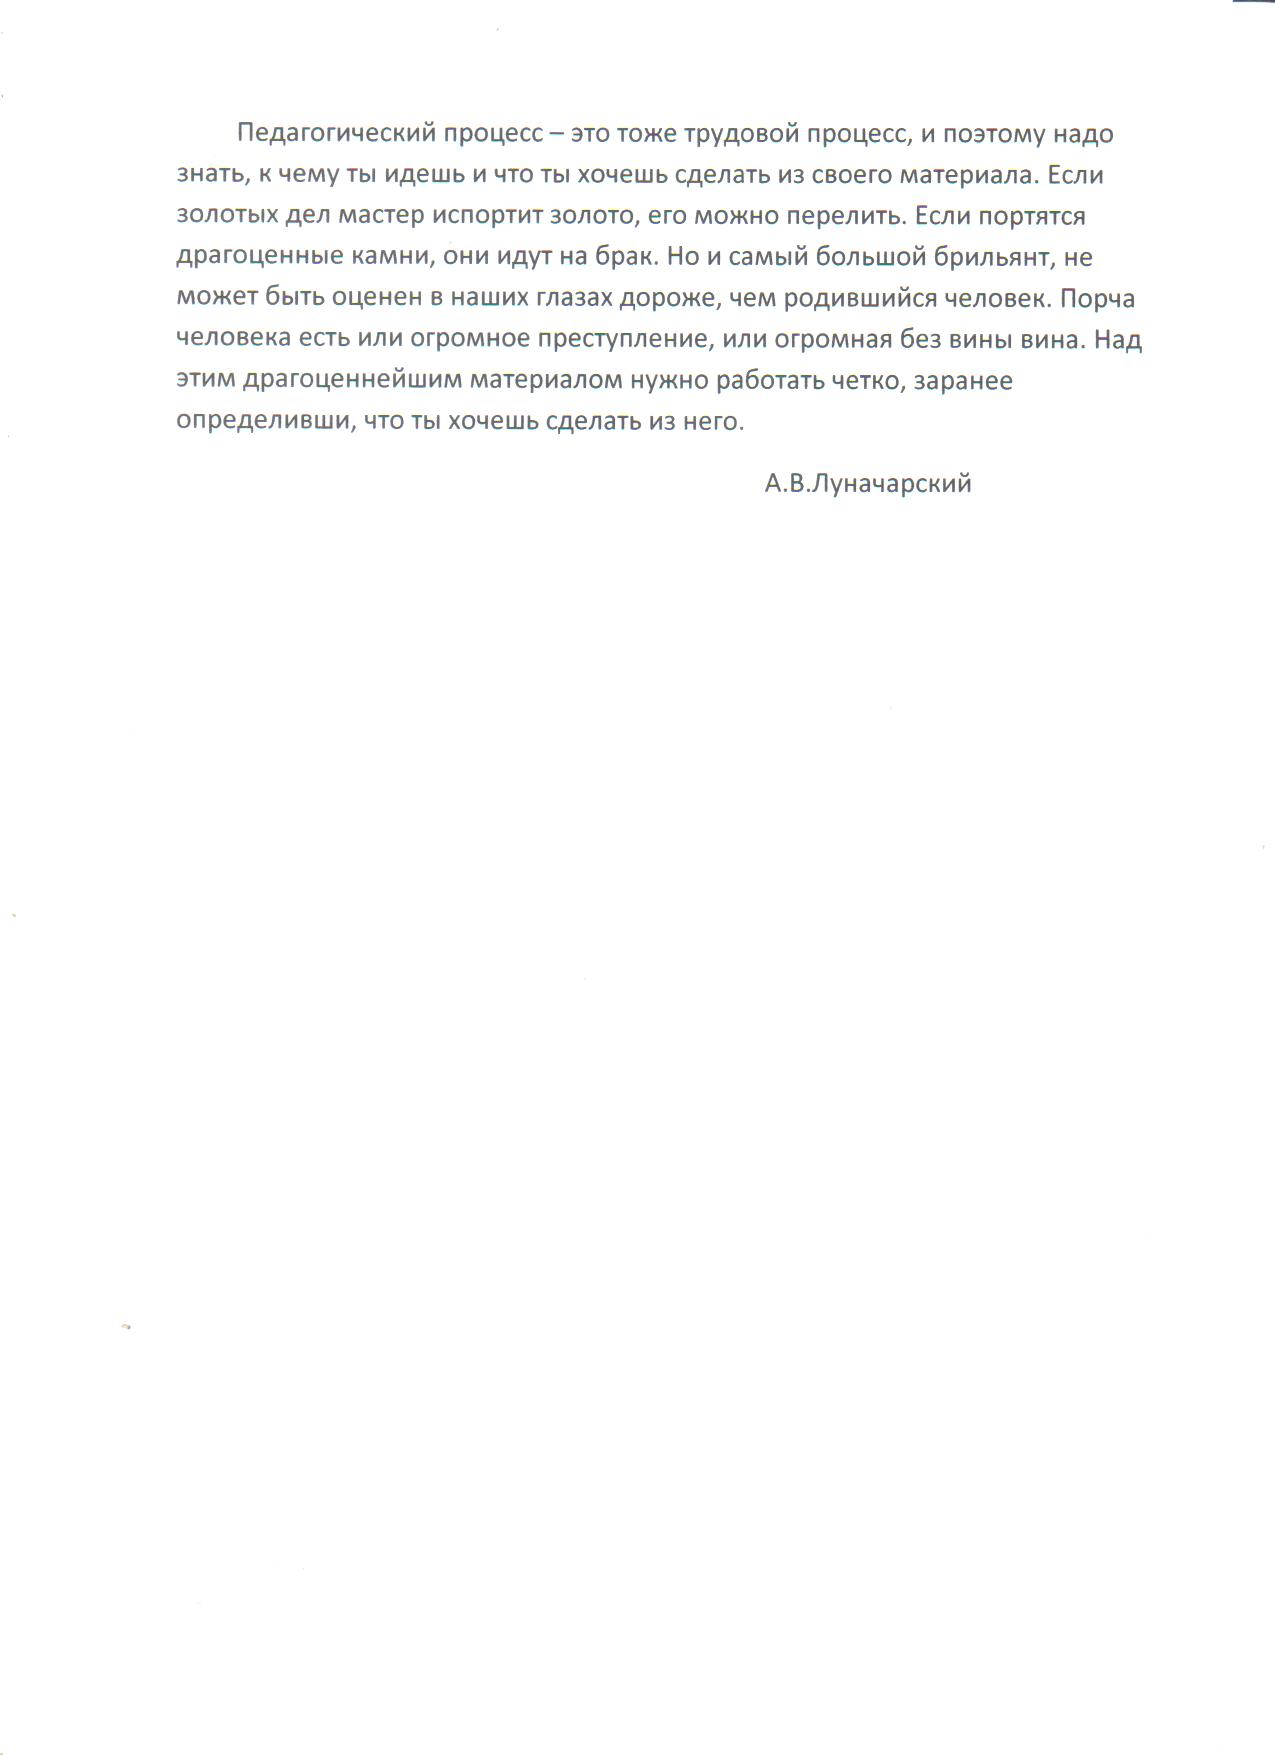 Педагогический процесс – это тоже трудовой процесс, и поэтому надо
знать, к чему ты идешь и что ты хочешь сделать из своего материала. Если
золотых дел мастер испортит золото, его можно перелить. Если портятся
драгоценные камни, они идут на брак. Но и самый большой брильянт, не
может быть оценен в наших глазах дороже, чем родившийся человек. Порча
человека есть или огромное преступление, или огромная без вины вина. Над
этим драгоценнейшим материалом нужно работать четко, заранее
определивши, что ты хочешь сделать из него.
А.В.Луначарский